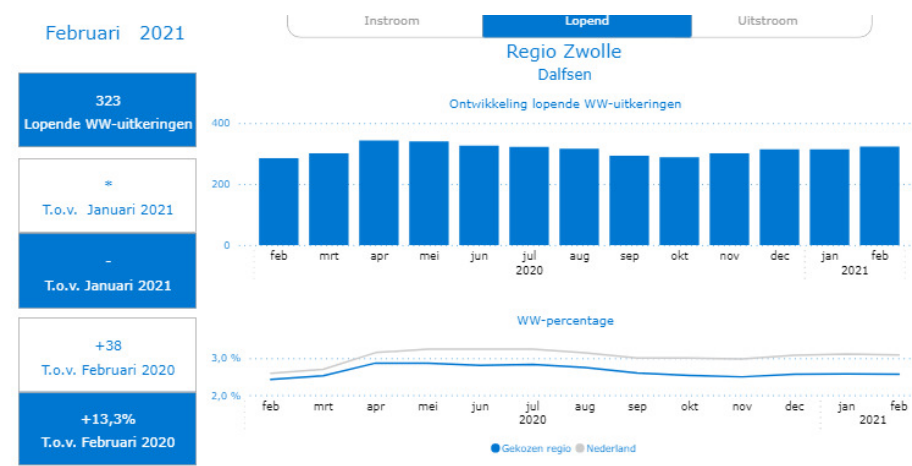 Februari 2021
Instroom Lopend Uitstroom
Regio Zwolle
Dalfsen
323
Lopende WW-uitkeringen
*
T.o.v. Januari 2021
-
T.o.v. Januari 2021
+38
T.o.v. Februari 2020
+13,3%
T.o.v. Februari 2020
Ontwikkeling lopende WW-uitkeringen
400
200
0
feb mrt apr mei jun jul aug sep okt nov dec jan feb
2020 2021
WW-percentage
3,0 %
2,0 %
feb mrt apr mei jun jul aug sep okt nov dec jan feb
2020 2021
Gekozen regio Nederland